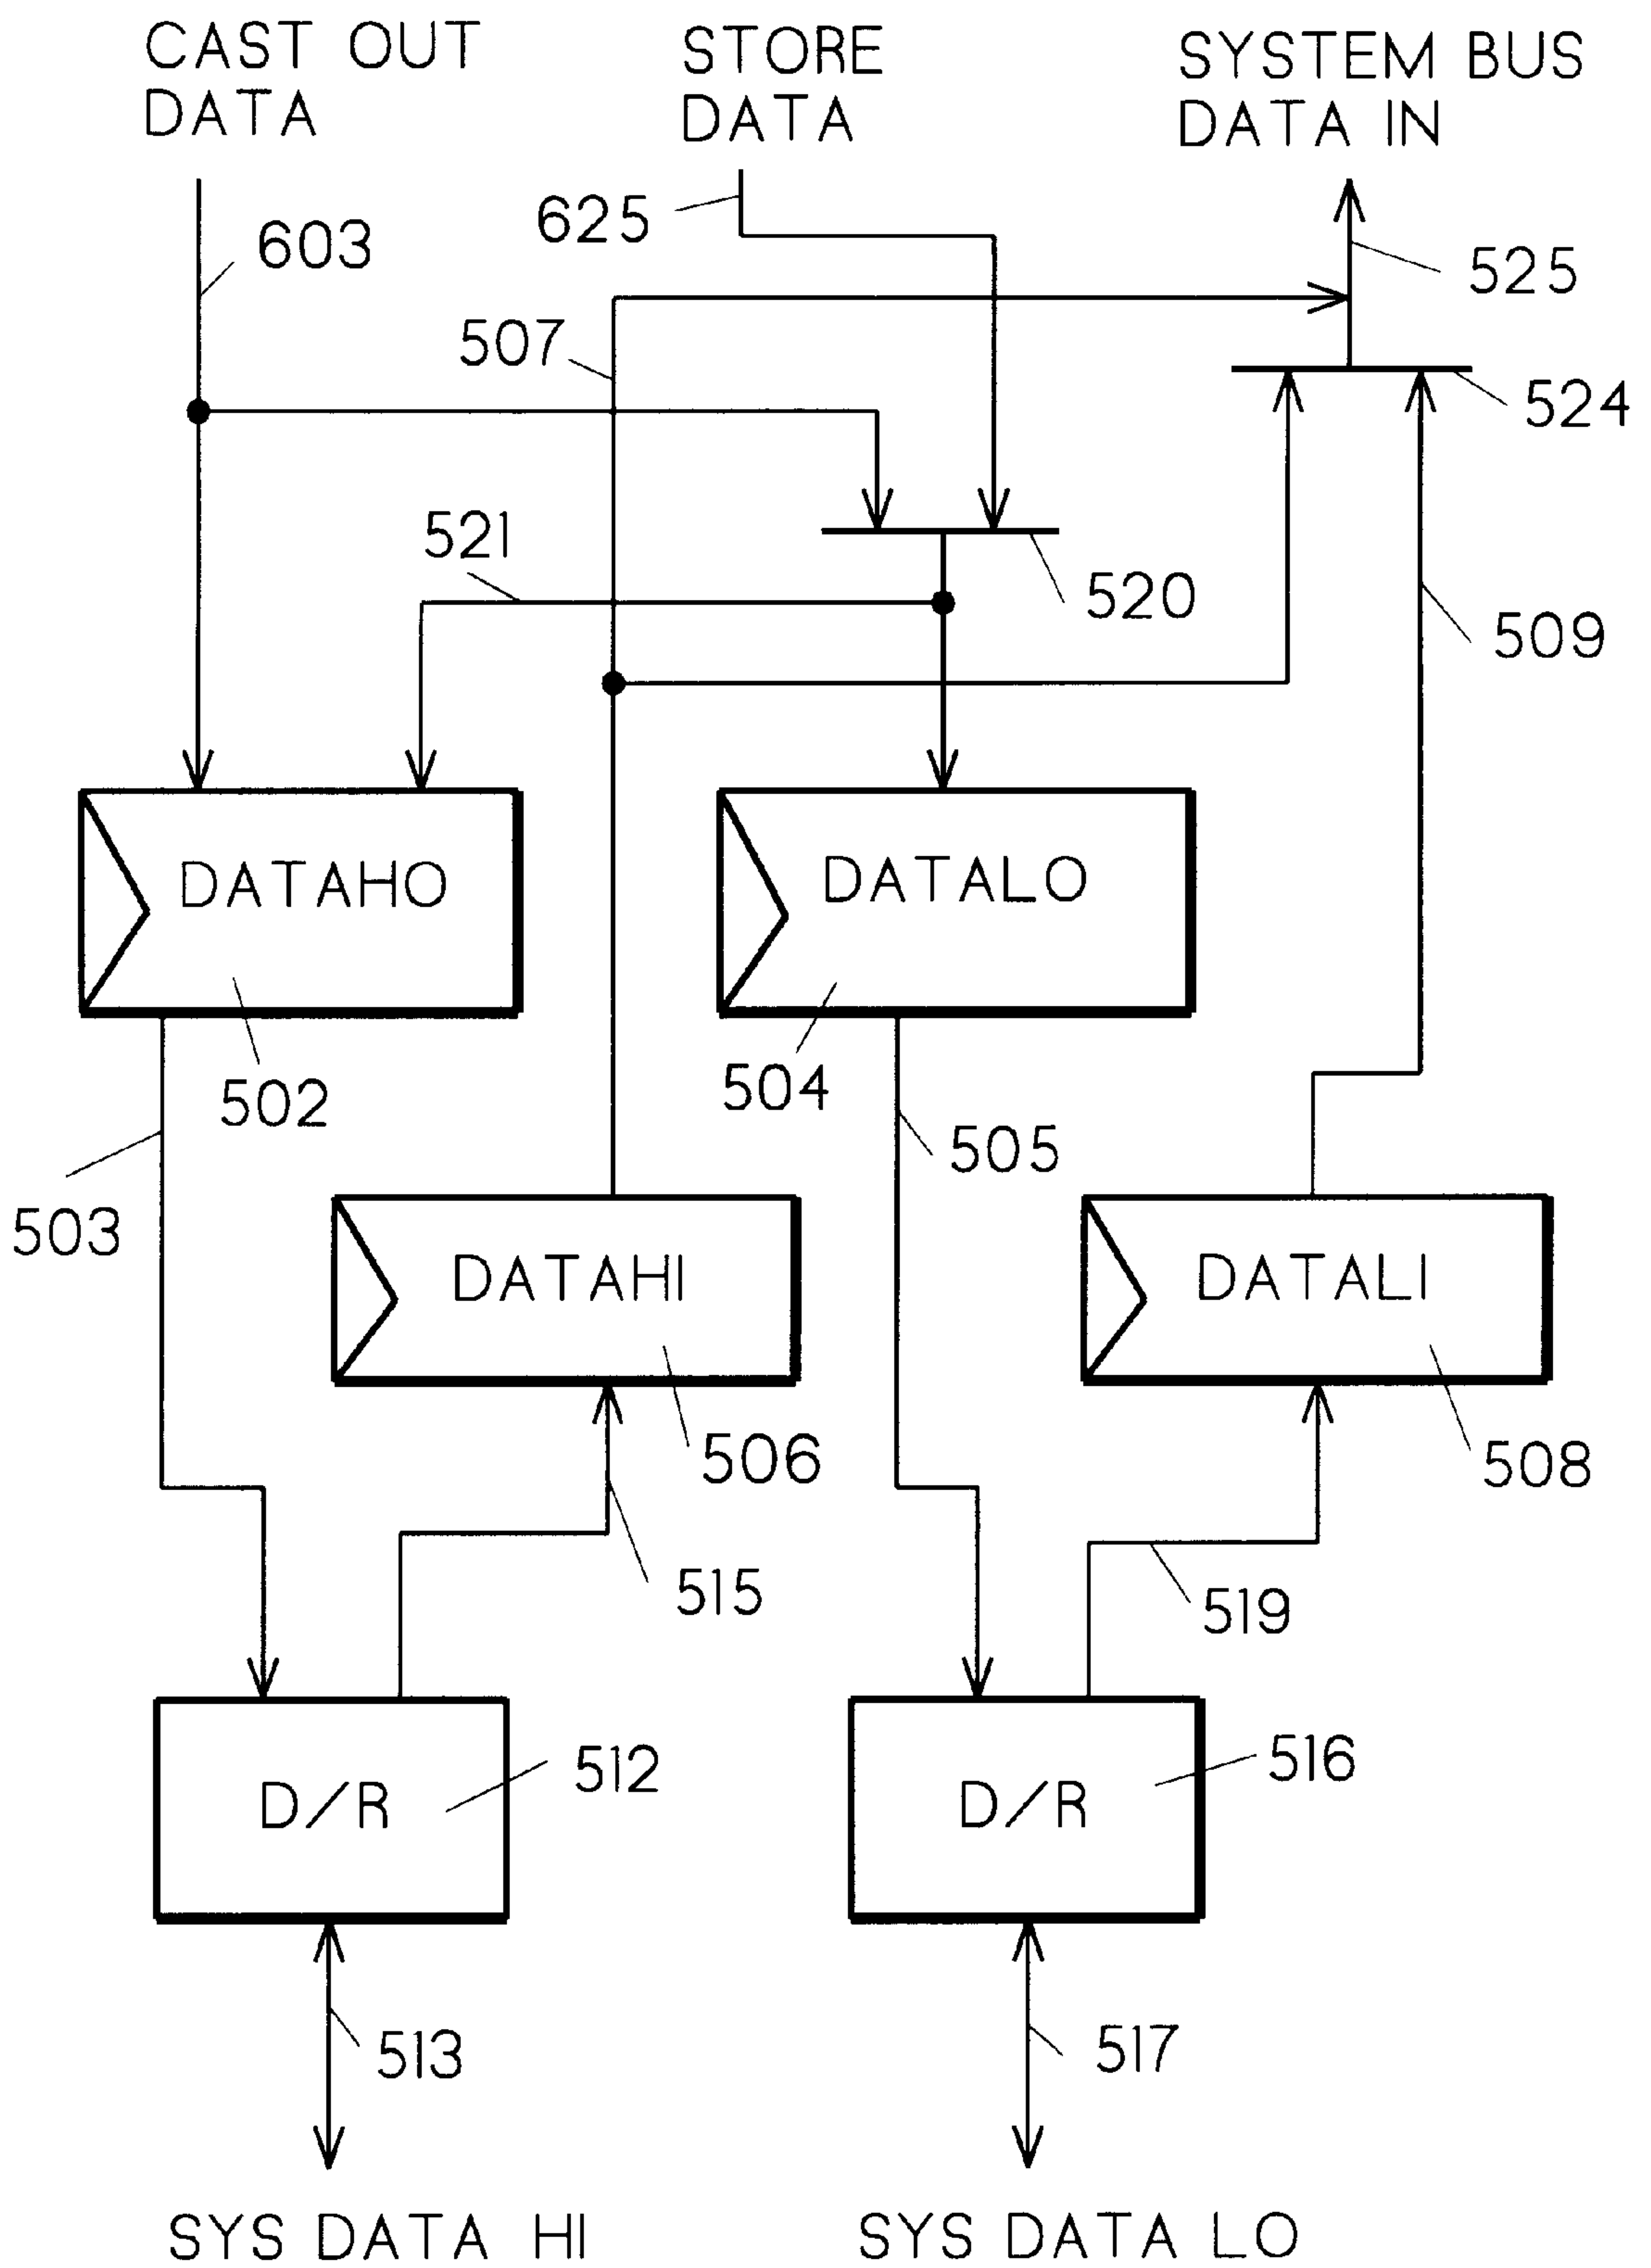 CAST OUT
DATA
STORE
DATA
SYSTEM BUS
DATA IN
603
625
525
507
524
521
520
509
DATAHO
DATALO
502
504
505
503
DATAHI
DATALI
506
508
515
519
512
516
D/R
D/R
513
517
SYS DATA HI
SYS DATA LO